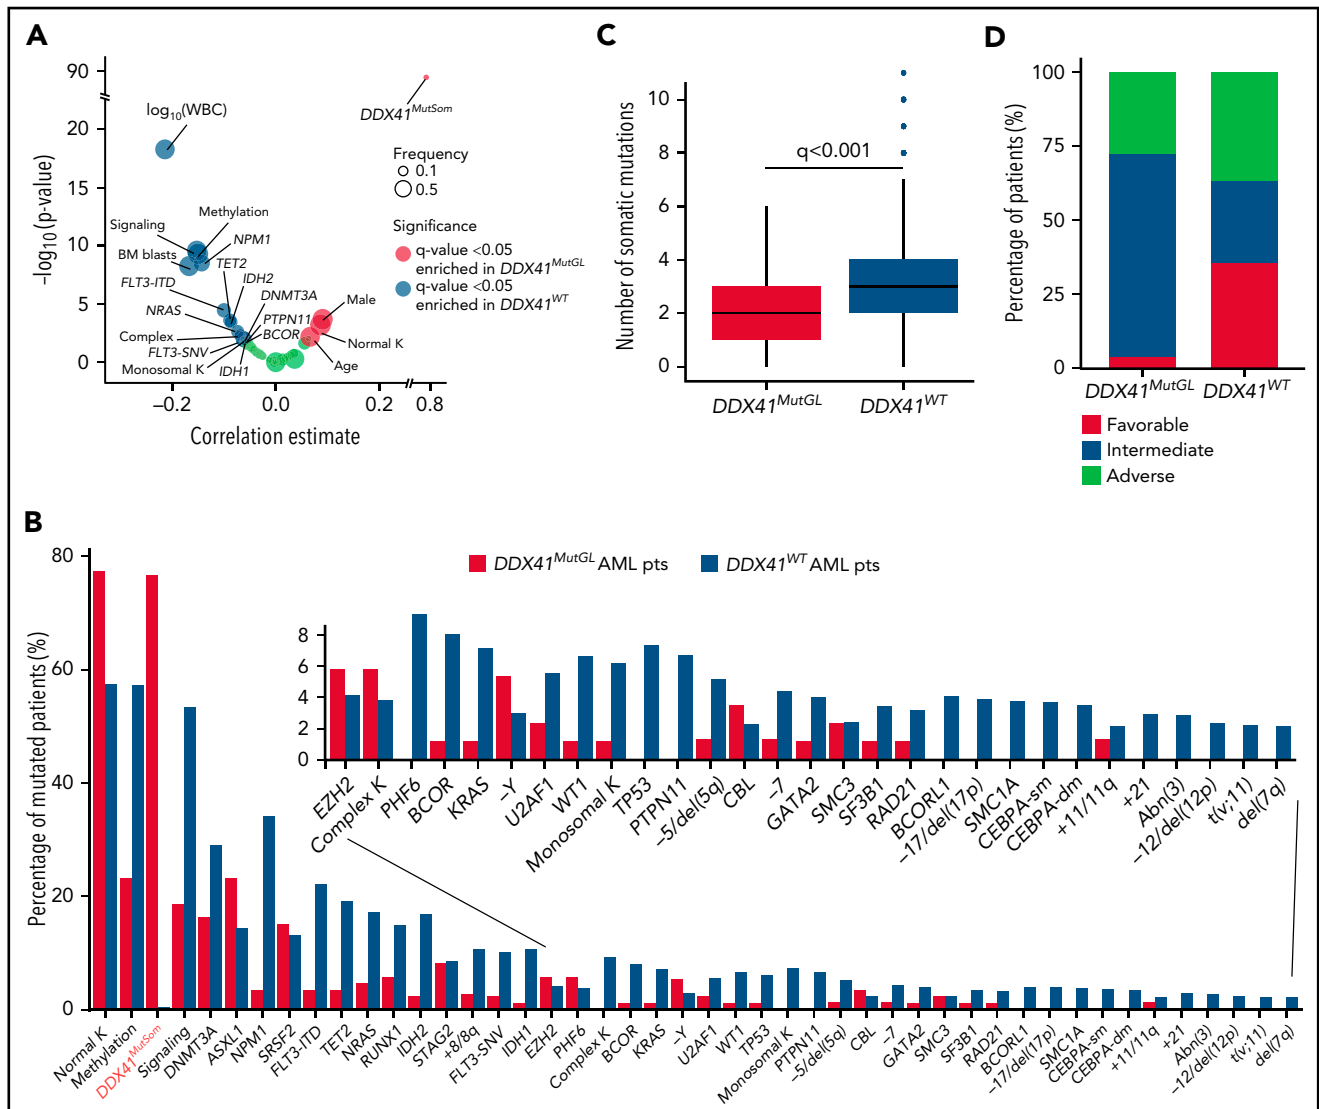 A
90
20
15
10
5
0
−log10(p-value)
−0.2
0.0
0.2
0.8
Correlation estimate
log10(WBC)
DDX41MutSom
Signaling
Methylation
BM blasts
NPM1
TET2
FLT3-ITD
IDH2
NRAS
DNMT3A
Complex
PTPN11
FLT3-SNV
BCOR
Monosomal K
IDH1
Male
Normal K
Age
Frequency
0.1
0.5
Significance
q-value <0.05
enriched in DDX41MutGL
q-value <0.05
enriched in DDX41WT
C
Number of somatic mutations
10
8
6
4
2
0
q<0.001
DDX41MutGL
DDX41WT
D
Percentage of patients (%)
100
75
50
25
0
DDX41MutGL
DDX41WT
Favorable
Intermediate
Adverse
B
Percentage of mutated patients (%)
80
60
40
20
0
DDX41MutGL AML pts
DDX41WT AML pts
8
6
4
2
0
EZH2
Complex K
PHF6
BCOR
KRAS
−Y
U2AF1
WT1
Monosomal K
TP53
PTPN11
−5/del(5q)
CBL
−7
GATA2
SMC3
SF3B1
RAD21
BCORL1
−17/del(17p)
SMC1A
CEBPA-sm
CEBPA-dm
+11/11q
+21
Abn(3)
−12/del(12p)
t(v:11)
del(7q)
Normal K
Methylation
DDX41MutSom
Signaling
DNMT3A
ASXL1
NPM1
SRSF2
FLT3-ITD
TET2
NRAS
RUNX1
IDH2
STAG2
+8/8q
FLT3-SNV
IDH1
EZH2
PHF6
Complex K
BCOR
KRAS
−Y
U2AF1
WT1
TP53
Monosomal K
PTPN11
−5/del(5q)
CBL
−7
GATA2
SMC3
SF3B1
RAD21
BCORL1
−17/del(17p)
SMC1A
CEBPA-sm
CEBPA-dm
+11/11q
+21
Abn(3)
−12/del(12p)
t(v:11)
del(7q)